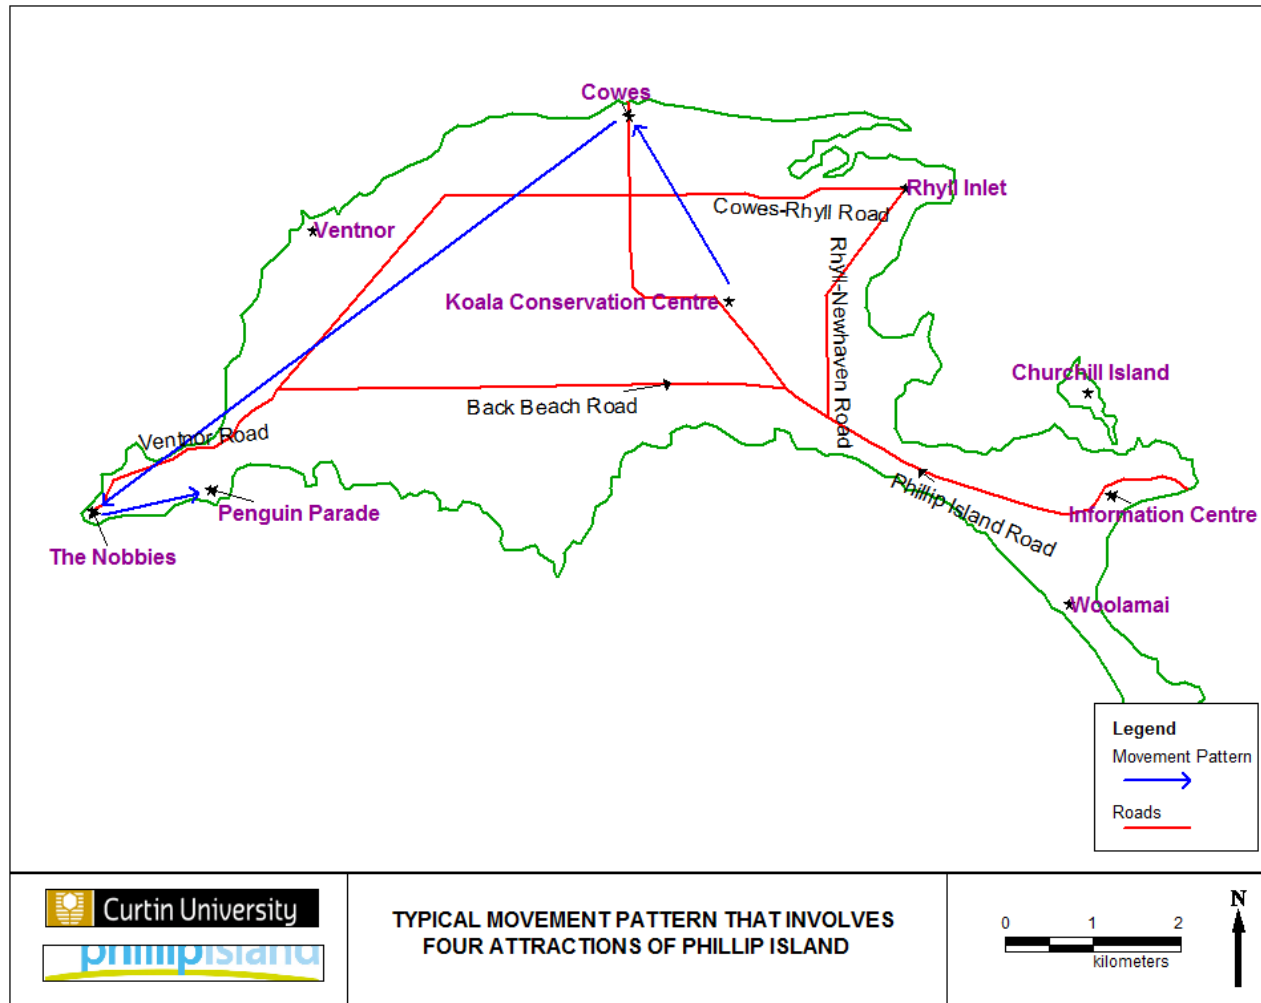 Cowes
Rhyll Inlet
Cowes-Rhyll Road
Ventnor
Rhyll-Newhaven Road
Koala Conservation Centre
Churchill Island
Back Beach Road
Ventnor Road
Penguin Parade
Phillip Island Road
Information Centre
The Nobbies
Woolamai
Legend
Movement Pattern
Roads
Curtin University
phillipisland
TYPICAL MOVEMENT PATTERN THAT INVOLVES
FOUR ATTRACTIONS OF PHILLIP ISLAND
0 1 2
kilometers
N